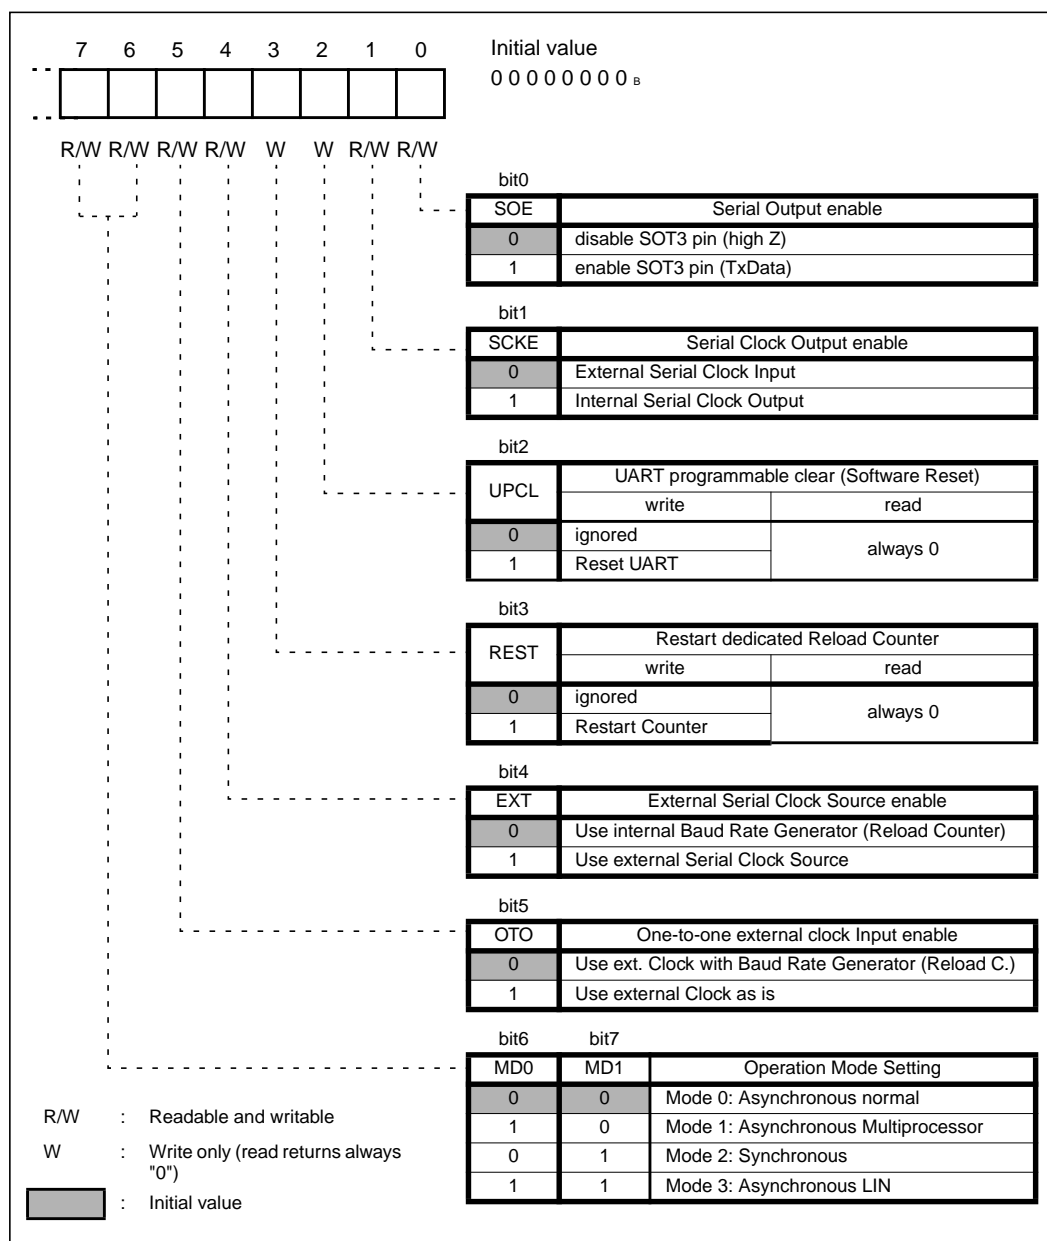 7 6 5 4 3 2 1 0 Initial value
0 0 0 0 0 0 0 0 B
R/W R/W R/W R/W W W R/W R/W
bit0
SOE Serial Output enable
0 disable SOT3 pin (high Z)
1 enable SOT3 pin (TxData)
bit1
SCKE Serial Clock Output enable
0 External Serial Clock Input
1 Internal Serial Clock Output
bit2
UPCL UART programmable clear (Software Reset)
write read
0 ignored always 0
1 Reset UART
bit3
REST Restart dedicated Reload Counter
write read
0 ignored always 0
1 Restart Counter
bit4
EXT External Serial Clock Source enable
0 Use internal Baud Rate Generator (Reload Counter)
1 Use external Serial Clock Source
bit5
OTO One-to-one external clock Input enable
0 Use ext. Clock with Baud Rate Generator (Reload C.)
1 Use external Clock as is
bit6 bit7
MD0 MD1 Operation Mode Setting
0 0 Mode 0: Asynchronous normal
1 0 Mode 1: Asynchronous Multiprocessor
0 1 Mode 2: Synchronous
1 1 Mode 3: Asynchronous LIN
R/W : Readable and writable
W : Write only (read returns always
"0")
: Initial value